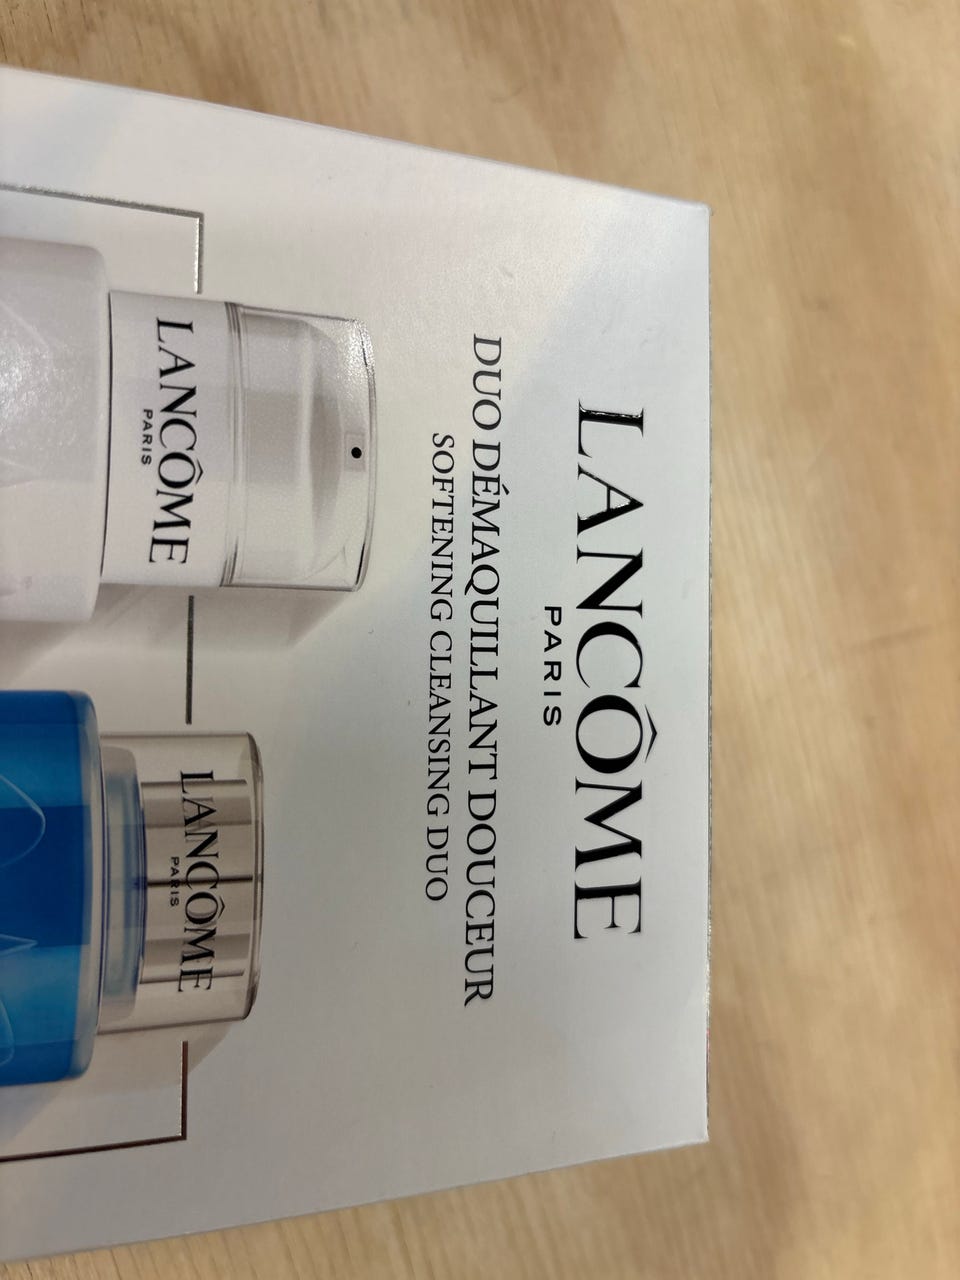 LANCÔME
PARIS
DUO DÉMAQUILLANT DOUCEUR
SOFTENING CLEANSING DUO
LANCÔME
PARIS
LANCÔME
PARIS